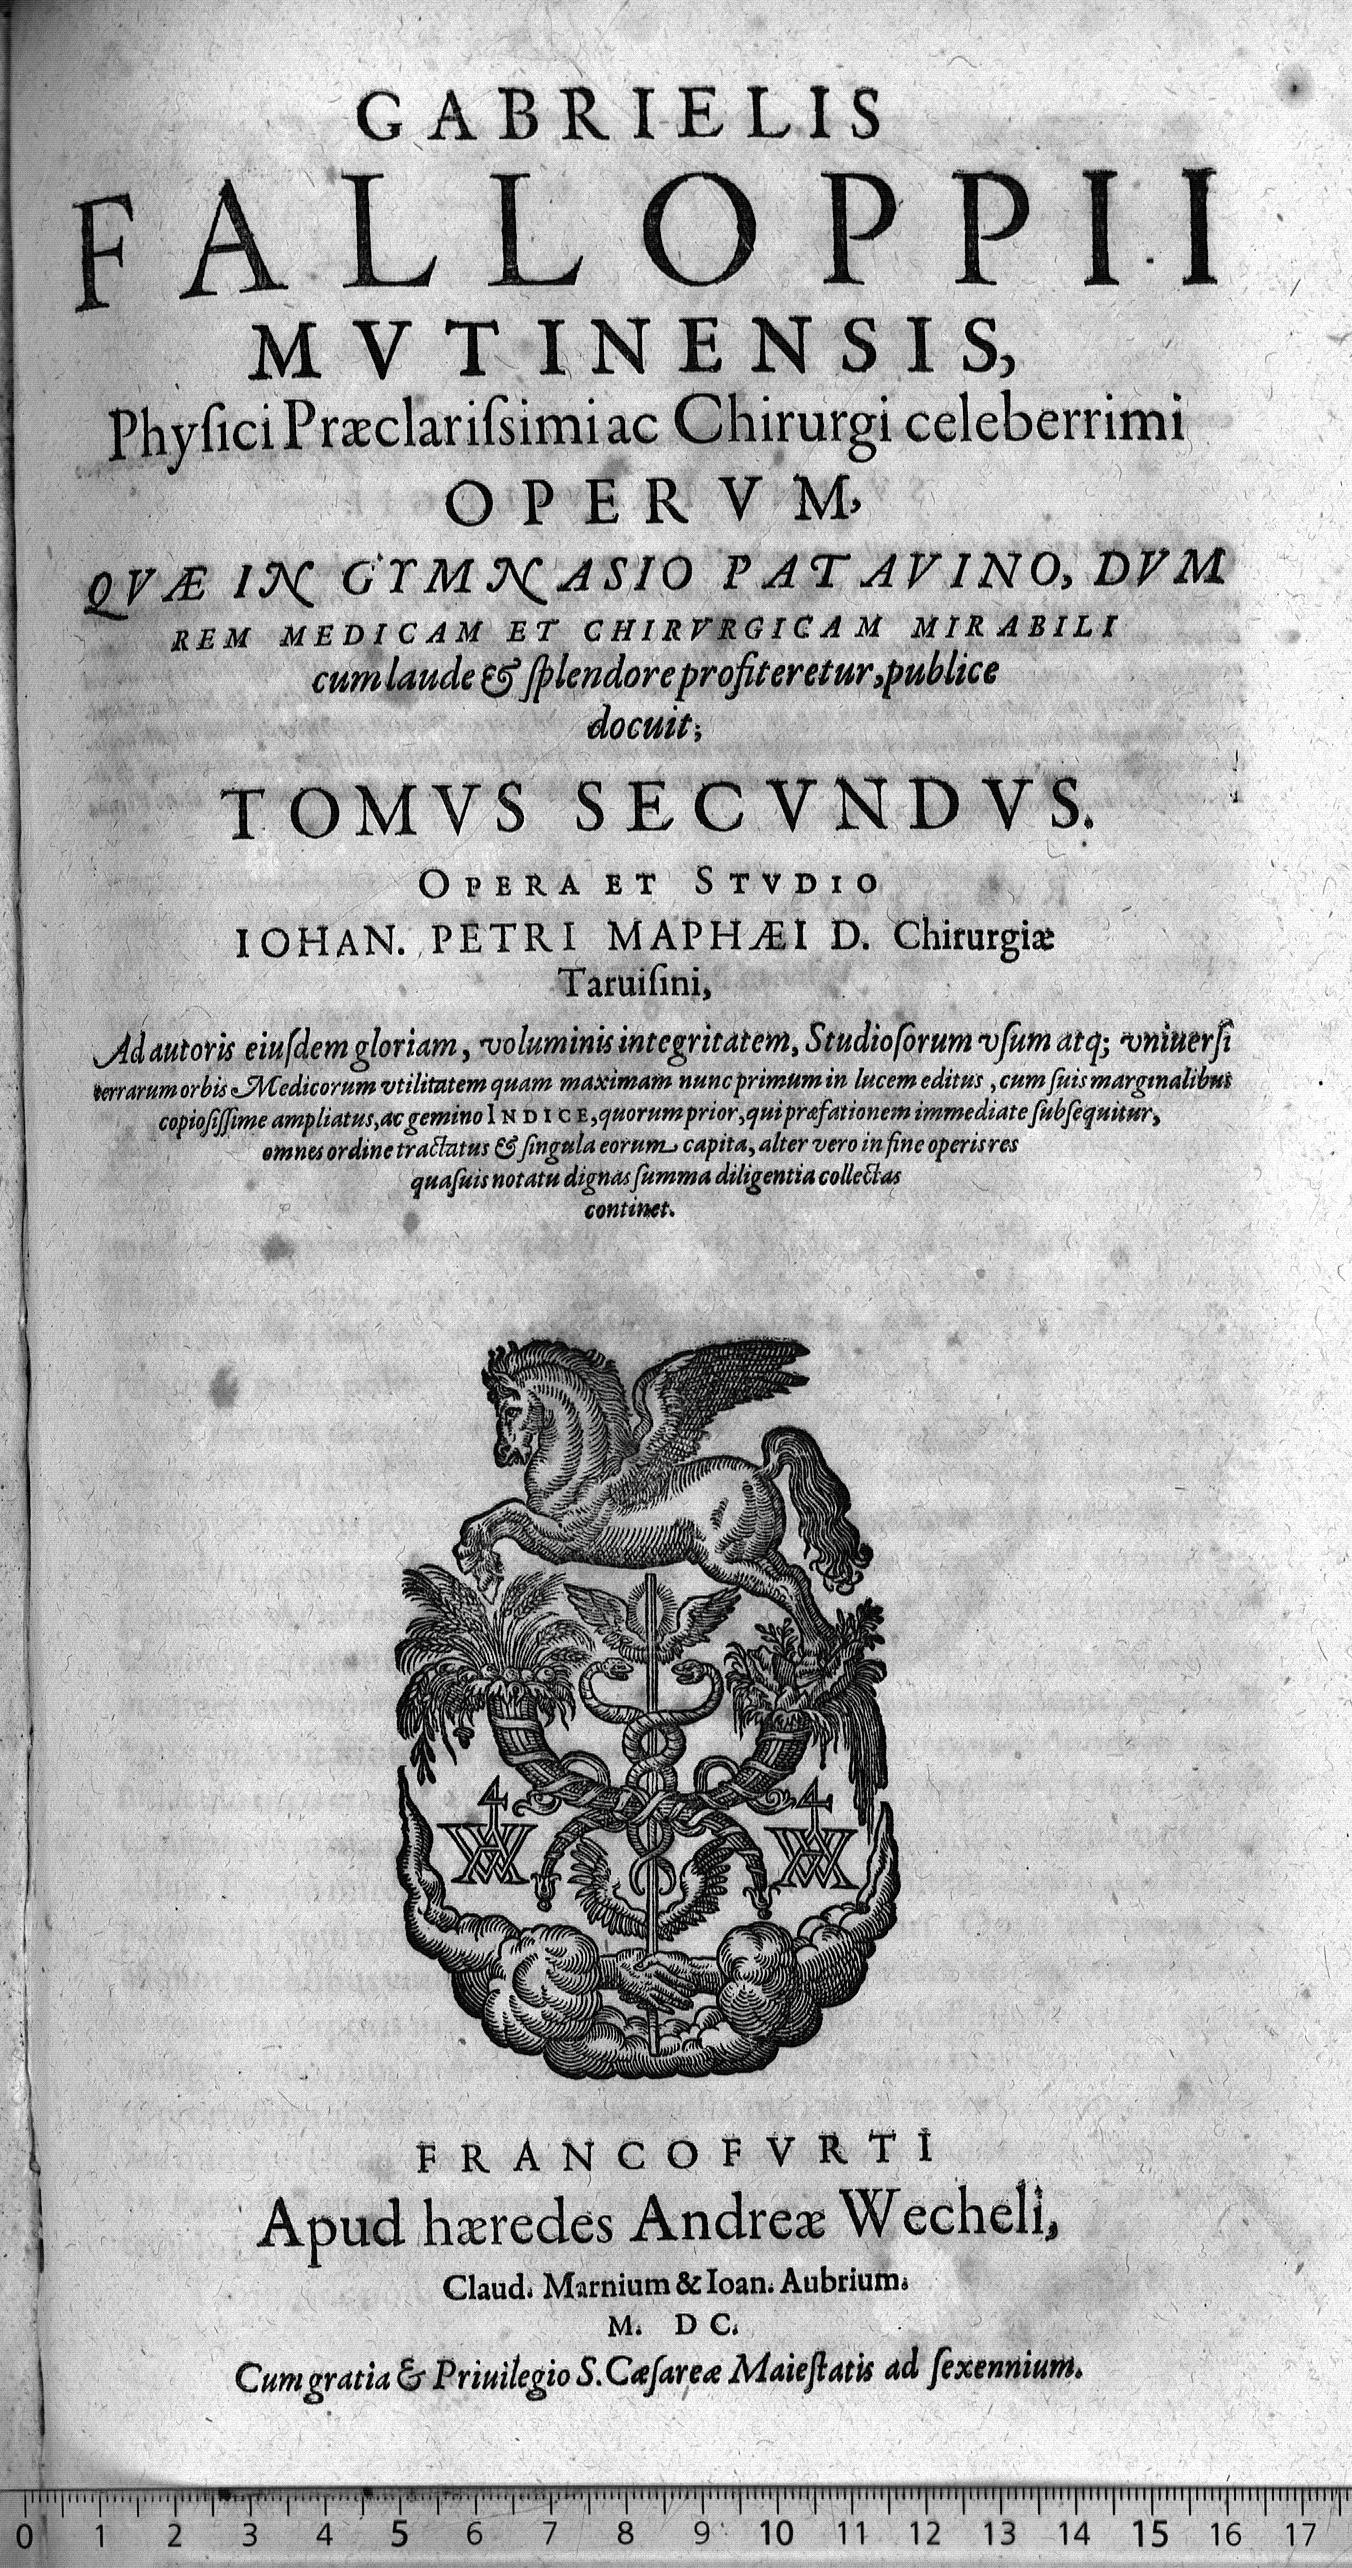 GABRIELIS
FALLOPPII
MVTINENSIS,
Phyſici Præclariſsimi ac Chirurgi celeberrimi
OPERVM,
QVÆ IN GYMNASIO PATAVINO, DVM
REM MEDICAM ET CHIRVRGICAM MIRABILI
cum laude & ſplendore profiteretur, publice
docuit;
TOMVS SECVNDVS.
OPERA ET STVDIO
IOHAN. PETRI MAPHÆI D. Chirurgiæ
Taruiſini,
Ad autoris eiuſdem gloriam, voluminis integritatem, Studioſorum vſum atq; vniuerſi
terrarum orbis Medicorum vtilitatem quam maximam nunc primum in lucem editus, cum ſuis marginalibus
copioſiſſime ampliatus, ac gemino INDICE, quorum prior, qui præfationem immediate ſubſequitur,
omnes ordine tractatus & ſingula eorum capita, alter vero in fine operis res
quaſuis notatu dignas ſumma diligentia collectas
continet.
FRANCOFVRTI
Apud hæredes Andreæ Wecheli,
Claud. Marnium & Ioan. Aubrium.
M. DC.
Cum gratia & Priuilegio S. Cæſareæ Maieſtatis ad ſexennium.
0 1 2 3 4 5 6 7 8 9 10 11 12 13 14 15 16 17